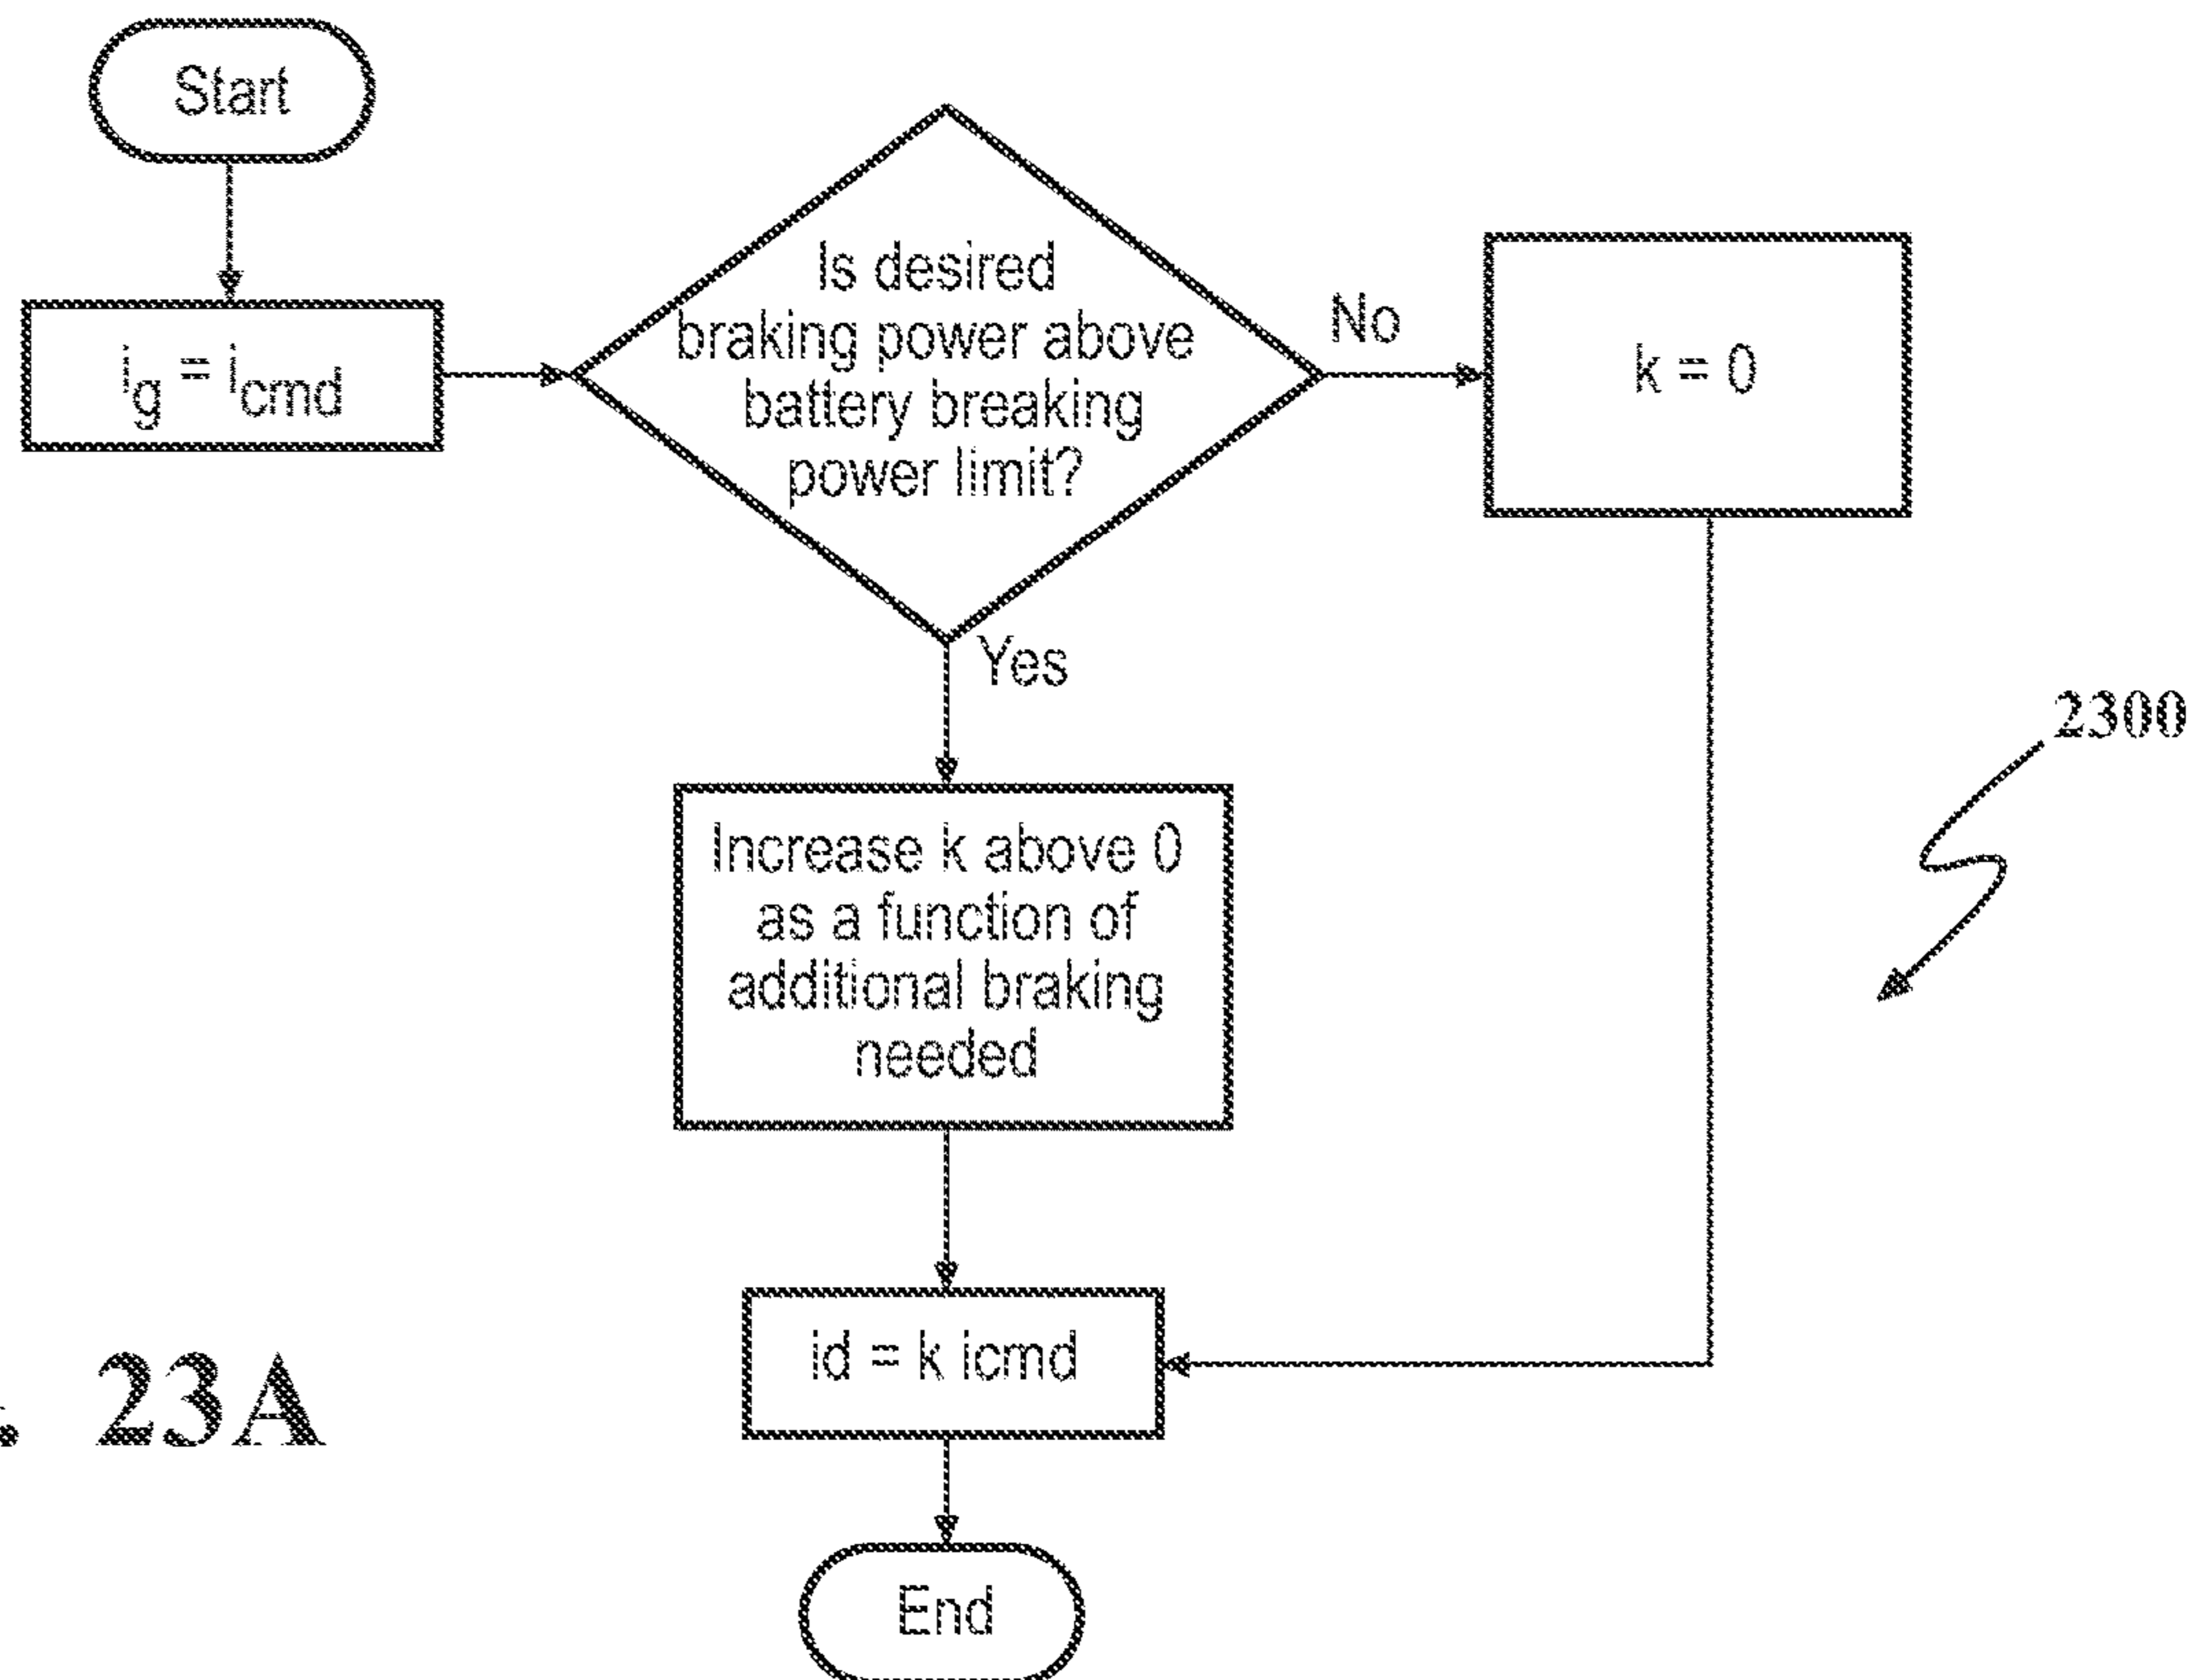 Start
ig = icmd
Is desired
braking power above
battery breaking
power limit?
No
k = 0
Yes
2300
Increase k above 0
as a function of
additional braking
needed
id = k icmd
23A
End